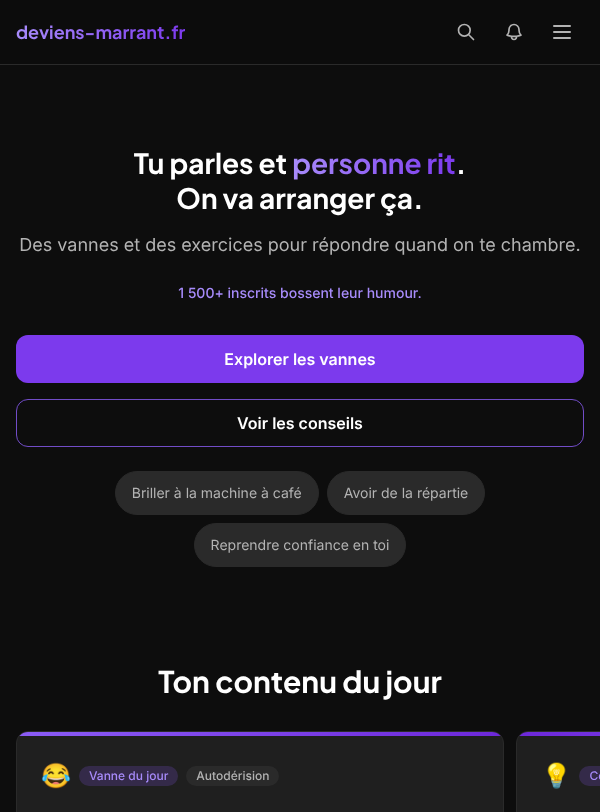 deviens-marrant.fr
Tu parles et personne rit.
On va arranger ça.
Des vannes et des exercices pour répondre quand on te chambre.
1 500+ inscrits bossent leur humour.
Explorer les vannes
Voir les conseils
Briller à la machine à café
Avoir de la répartie
Reprendre confiance en toi
Ton contenu du jour
Vanne du jour
Autodérision